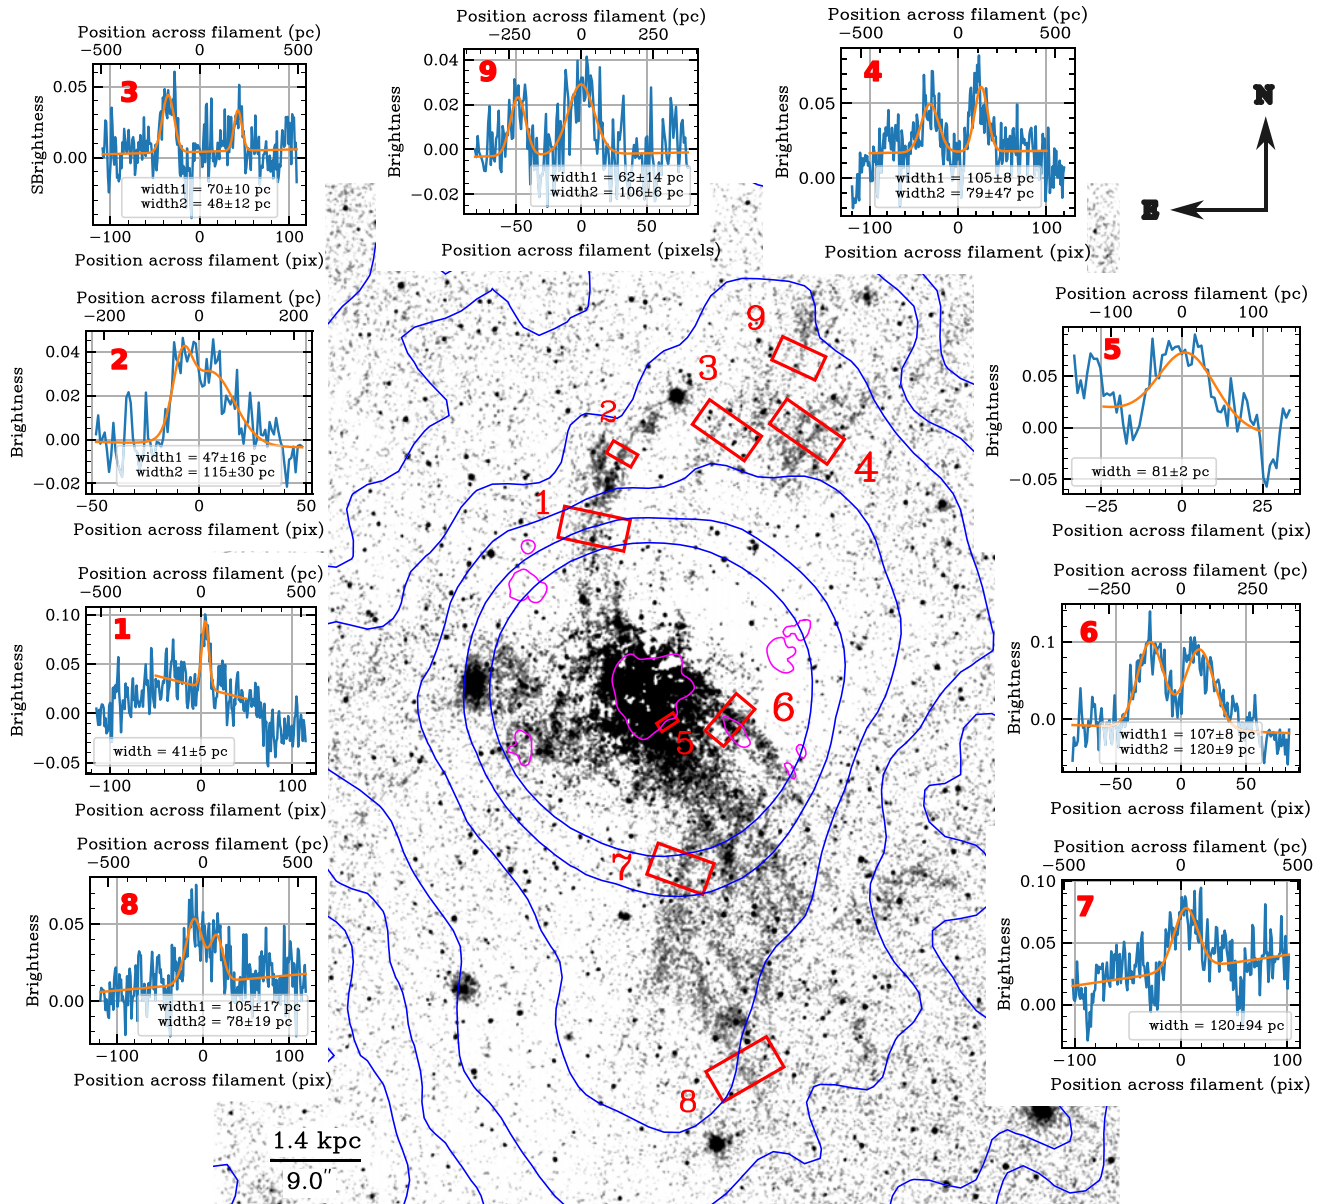 Position across filament (pc)
−500 0 500
3
SBrightness
0.05
0.00
width1 = 70±10 pc
width2 = 48±12 pc
−100 0 100
Position across filament (pix)
Position across filament (pc)
−250 0 250
9
Brightness
0.04
0.02
0.00
−0.02
width1 = 62±14 pc
width2 = 106±6 pc
−50 0 50
Position across filament (pixels)
Position across filament (pc)
−500 0 500
4
Brightness
0.05
0.00
width1 = 105±8 pc
width2 = 79±47 pc
−100 0 100
Position across filament (pix)
N
E
Position across filament (pc)
−200 0 200
2
Brightness
0.04
0.02
0.00
−0.02
width1 = 47±16 pc
width2 = 115±30 pc
−50 0 50
Position across filament (pix)
Position across filament (pc)
−100 0 100
5
Brightness
0.05
0.00
−0.05
width = 81±2 pc
−25 0 25
Position across filament (pix)
9
3
2
4
1
6
5
7
8
Position across filament (pc)
−500 0 500
1
Brightness
0.10
0.05
0.00
−0.05
width = 41±5 pc
−100 0 100
Position across filament (pix)
Position across filament (pc)
−250 0 250
6
Brightness
0.1
0.0
width1 = 107±8 pc
width2 = 120±9 pc
−50 0 50
Position across filament (pix)
Position across filament (pc)
−500 0 500
8
Brightness
0.05
0.00
width1 = 105±17 pc
width2 = 78±19 pc
−100 0 100
Position across filament (pix)
Position across filament (pc)
−500 0 500
7
Brightness
0.10
0.05
0.00
width = 120±94 pc
−100 0 100
Position across filament (pix)
1.4 kpc
9.0″